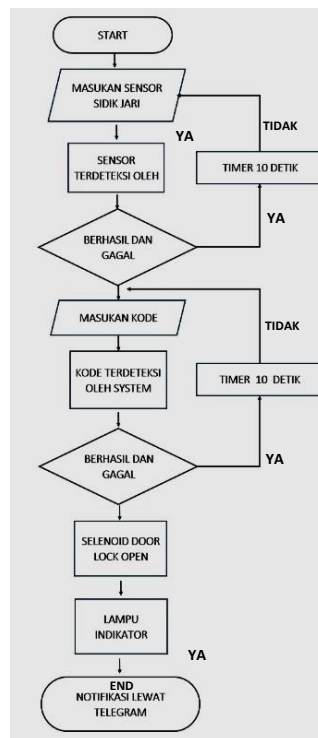 START
MASUKAN SENSOR
SIDIK JARI
YA
TIDAK
SENSOR
TERDETEKSI OLEH
TIMER 10 DETIK
YA
BERHASIL DAN
GAGAL
MASUKAN KODE
TIDAK
KODE TERDETEKSI
OLEH SYSTEM
TIMER 10 DETIK
YA
BERHASIL DAN
GAGAL
SELENOID DOOR
LOCK OPEN
LAMPU
INDIKATOR
YA
END
NOTIFIKASI LEWAT
TELEGRAM